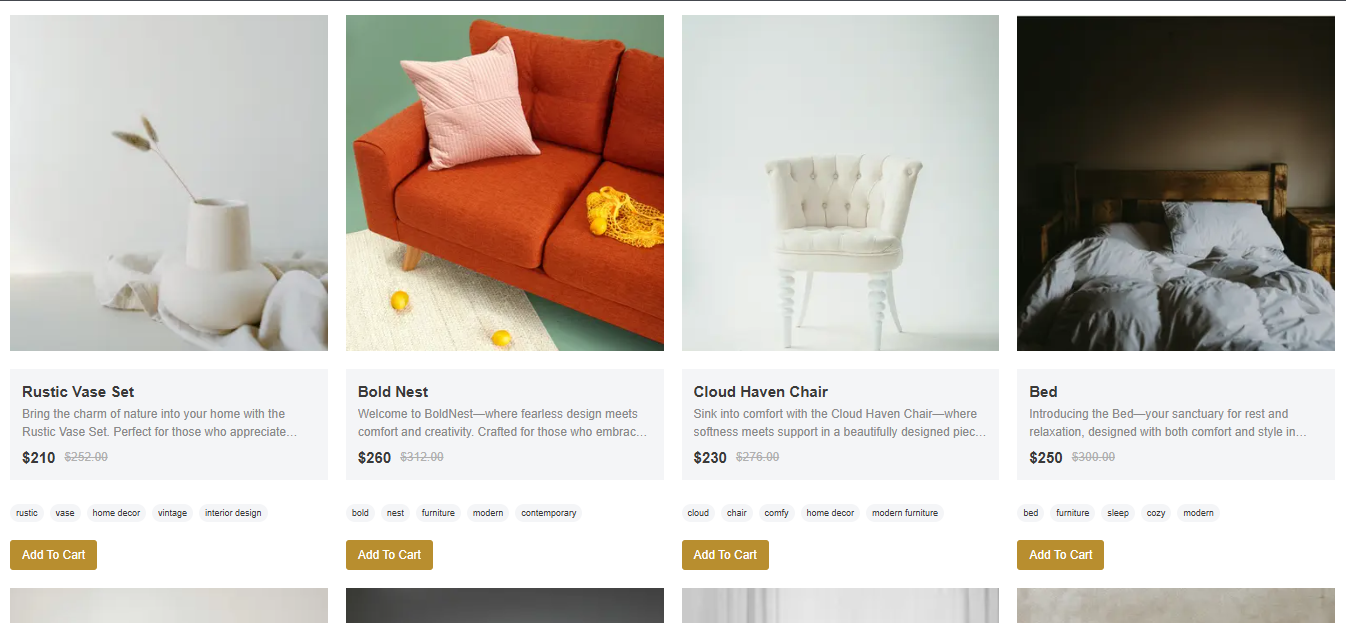 Rustic Vase Set
Bring the charm of nature into your home with the
Rustic Vase Set. Perfect for those who appreciate…
$210 $252.00
rustic vase home decor vintage interior design
Add To Cart
Bold Nest
Welcome to BoldNest—where fearless design meets
comfort and creativity. Crafted for those who embrac…
$260 $312.00
bold nest furniture modern contemporary
Add To Cart
Cloud Haven Chair
Sink into comfort with the Cloud Haven Chair—where
softness meets support in a beautifully designed piec…
$230 $276.00
cloud chair comfy home decor modern furniture
Add To Cart
Bed
Introducing the Bed—your sanctuary for rest and
relaxation, designed with both comfort and style in…
$250 $300.00
bed furniture sleep cozy modern
Add To Cart